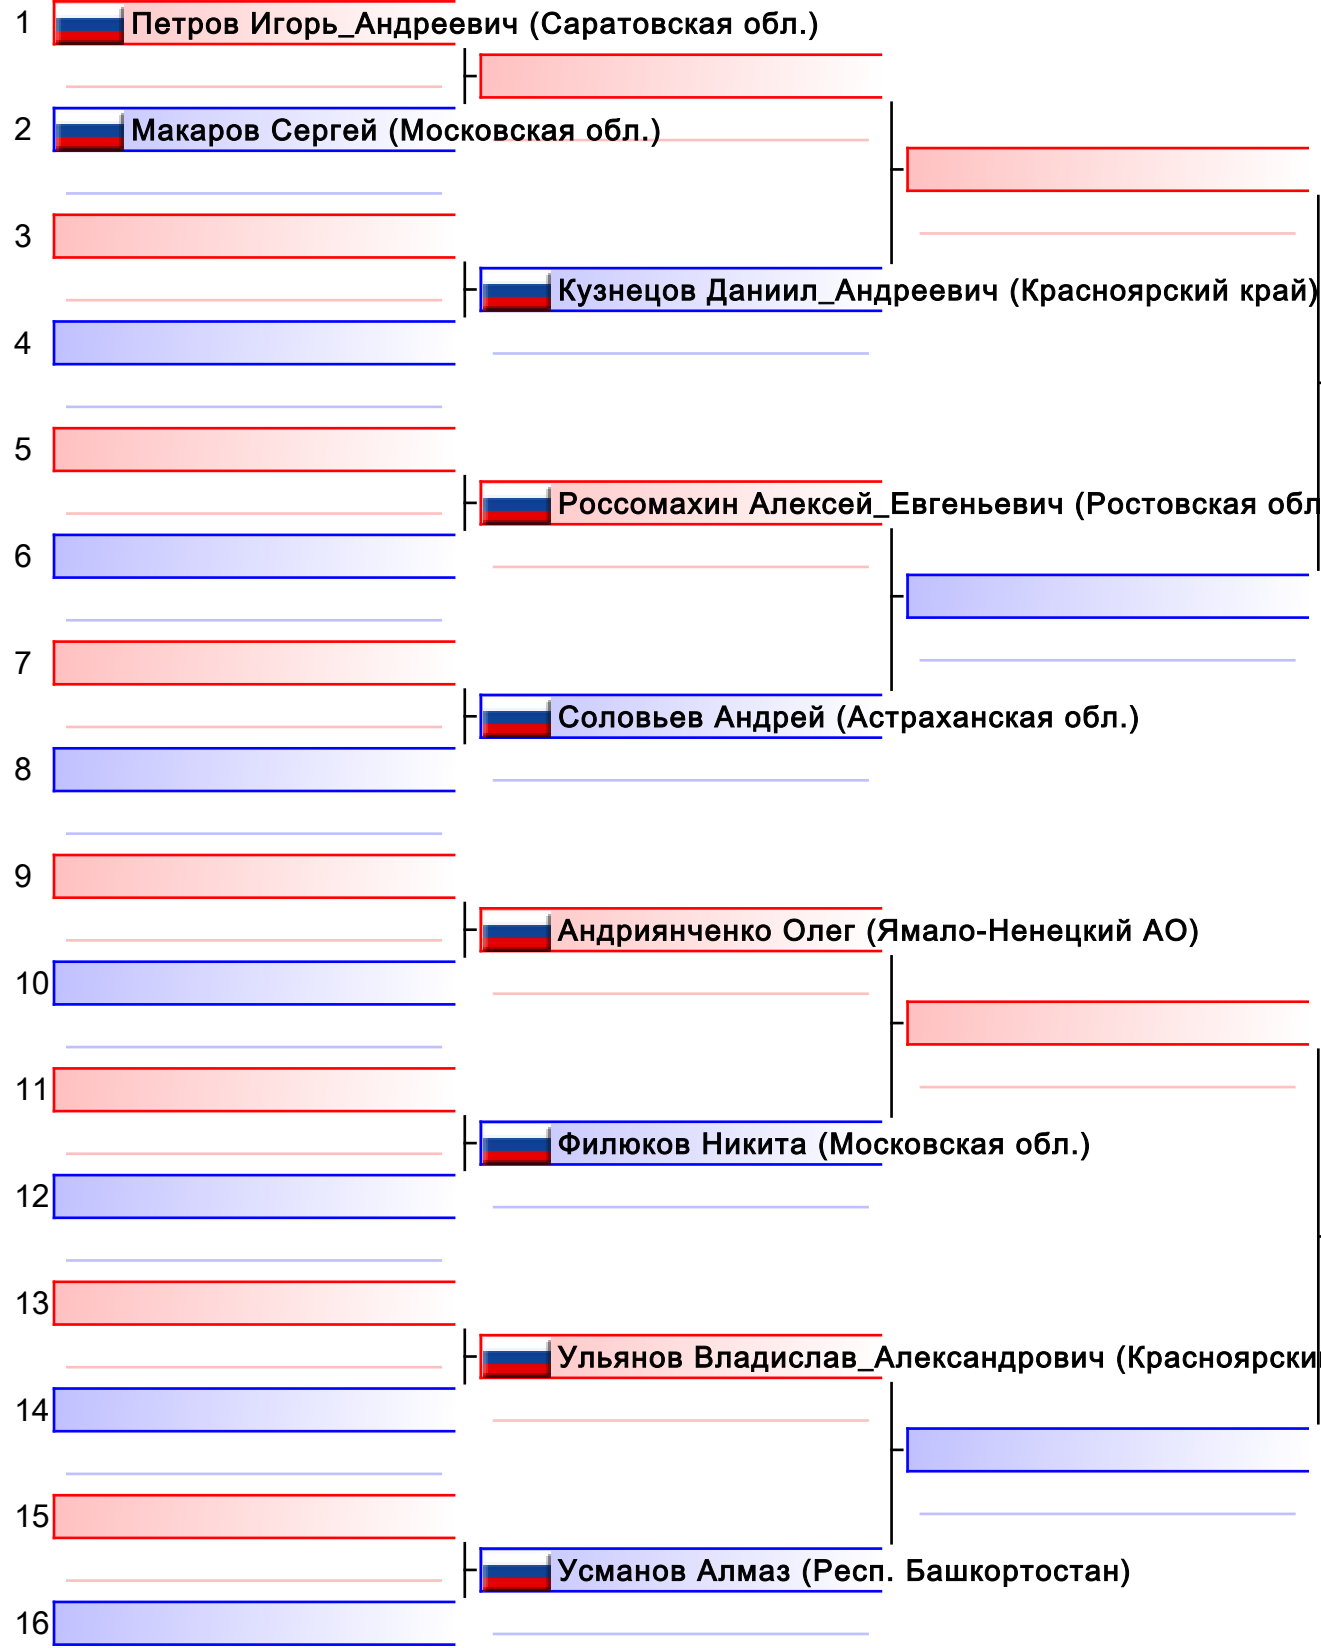 1 Петров Игорь_Андреевич (Саратовская обл.)
2 Макаров Сергей (Московская обл.)
3
Кузнецов Даниил_Андреевич (Красноярский край)
4
5
Россомахин Алексей_Евгеньевич (Ростовская обл
6
7
Соловьев Андрей (Астраханская обл.)
8
9
Андриянченко Олег (Ямало-Ненецкий АО)
10
11
Филюков Никита (Московская обл.)
12
13
Ульянов Владислав_Александрович (Красноярски
14
15
Усманов Алмаз (Респ. Башкортостан)
16